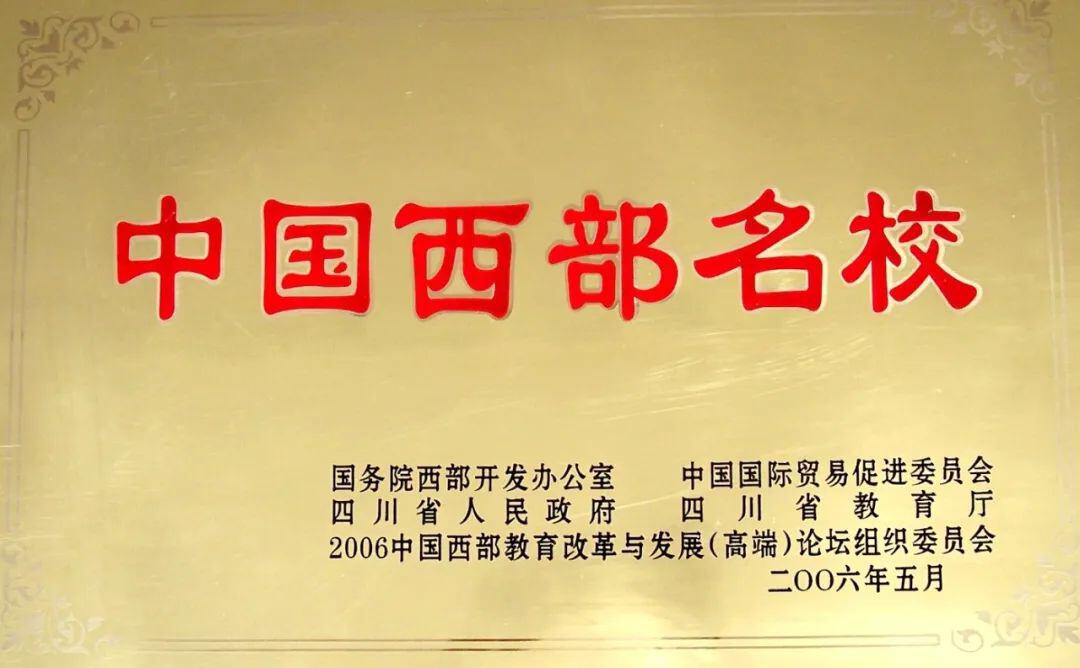 中国西部名校
国务院西部开发办公室 中国国际贸易促进委员会
四川省人民政府 四川省教育厅
2006中国西部教育改革与发展(高端)论坛组织委员会
二〇〇六年五月